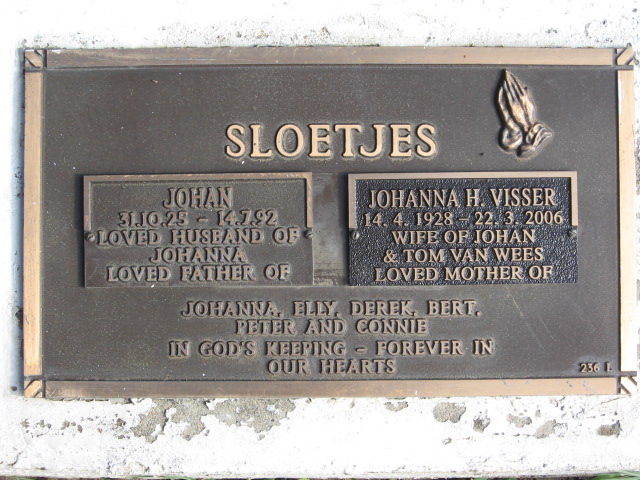 SLOETJES
JOHAN
31.10.25 - 14.7.92
LOVED HUSBAND OF
JOHANNA
LOVED FATHER OF
JOHANNA H. VISSER
14. 4. 1928 - 22. 3. 2006
WIFE OF JOHAN
& TOM VAN WEES
LOVED MOTHER OF
JOHANNA, ELLY, DEREK, BERT,
PETER AND CONNIE
IN GOD'S KEEPING - FOREVER IN
OUR HEARTS
236 L